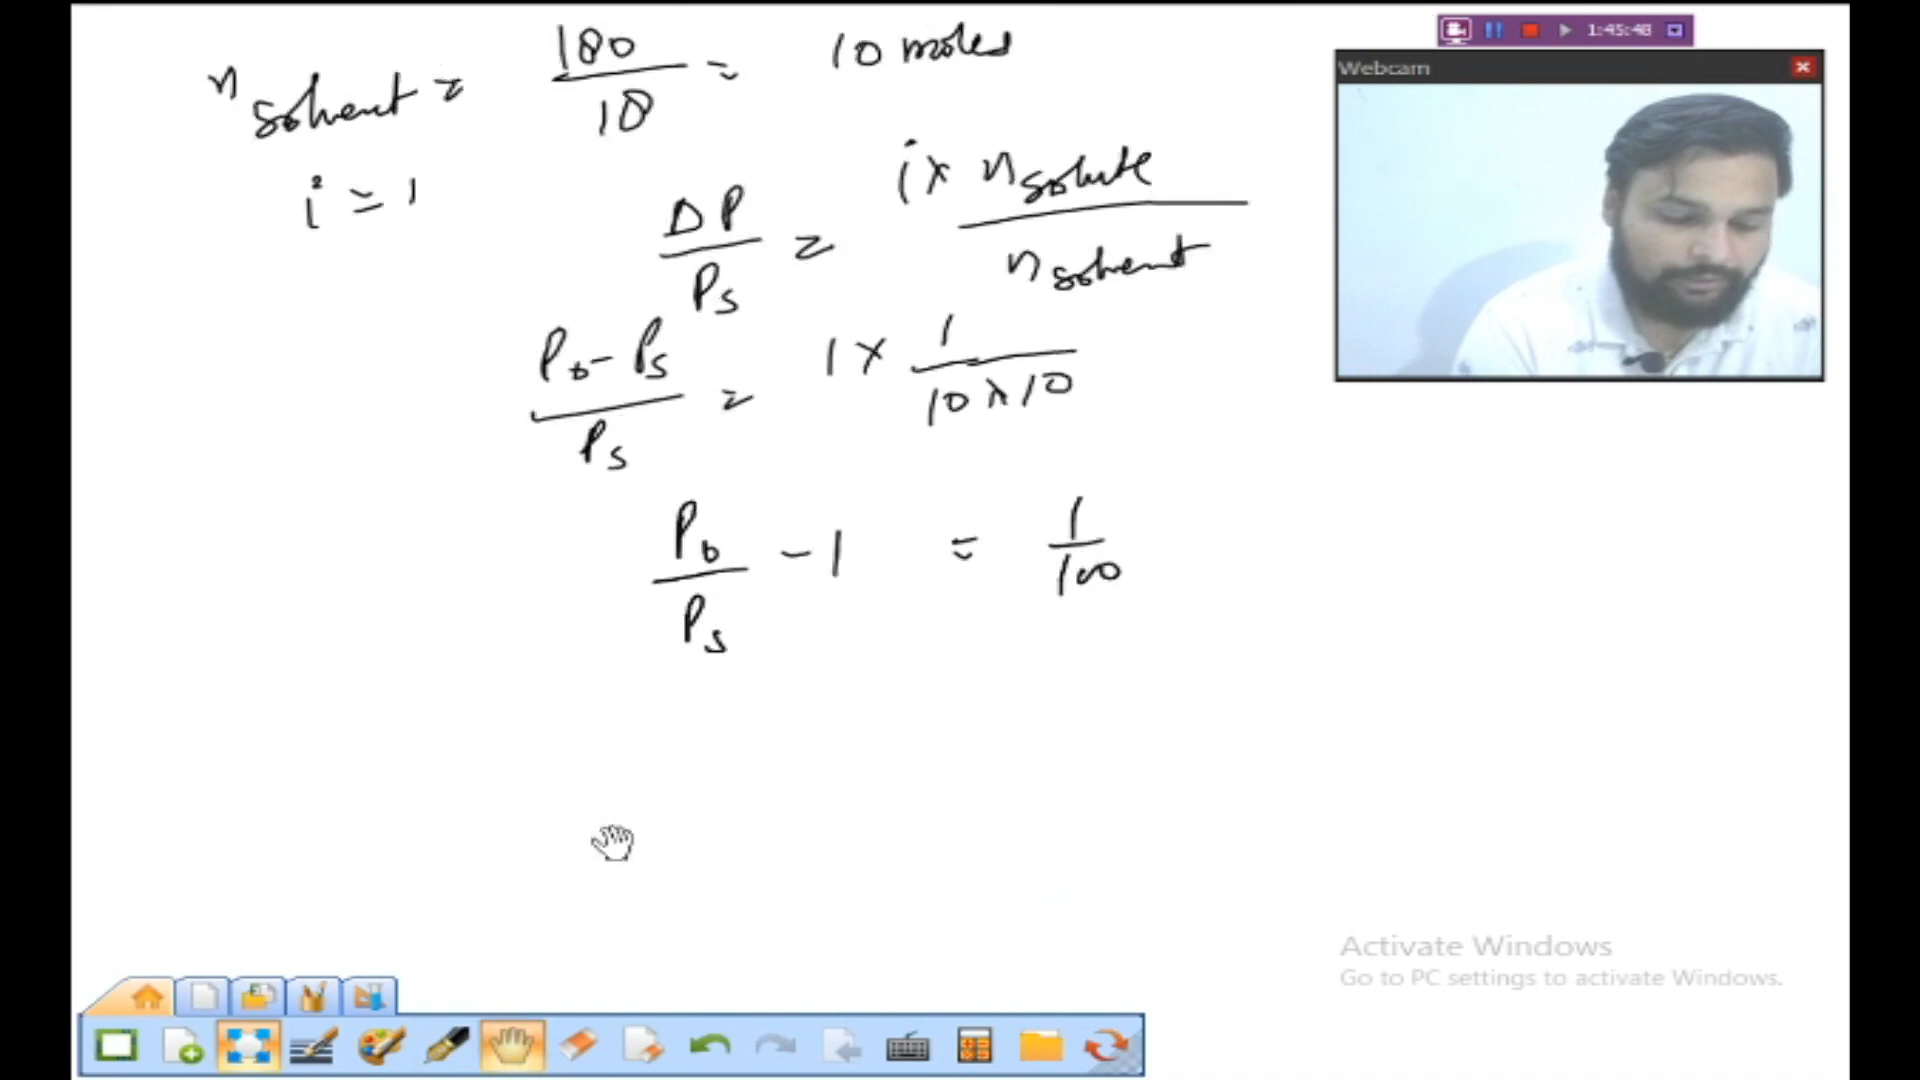 n solvent = 180/18 = 10 moles
i = 1
ΔP/Ps = i × n solute / n solvent
P0 - Ps / Ps = 1 × 1 / 10 × 10
P0/Ps - 1 = 1/100
1:45:48
Webcam
Activate Windows
Go to PC settings to activate Windows.